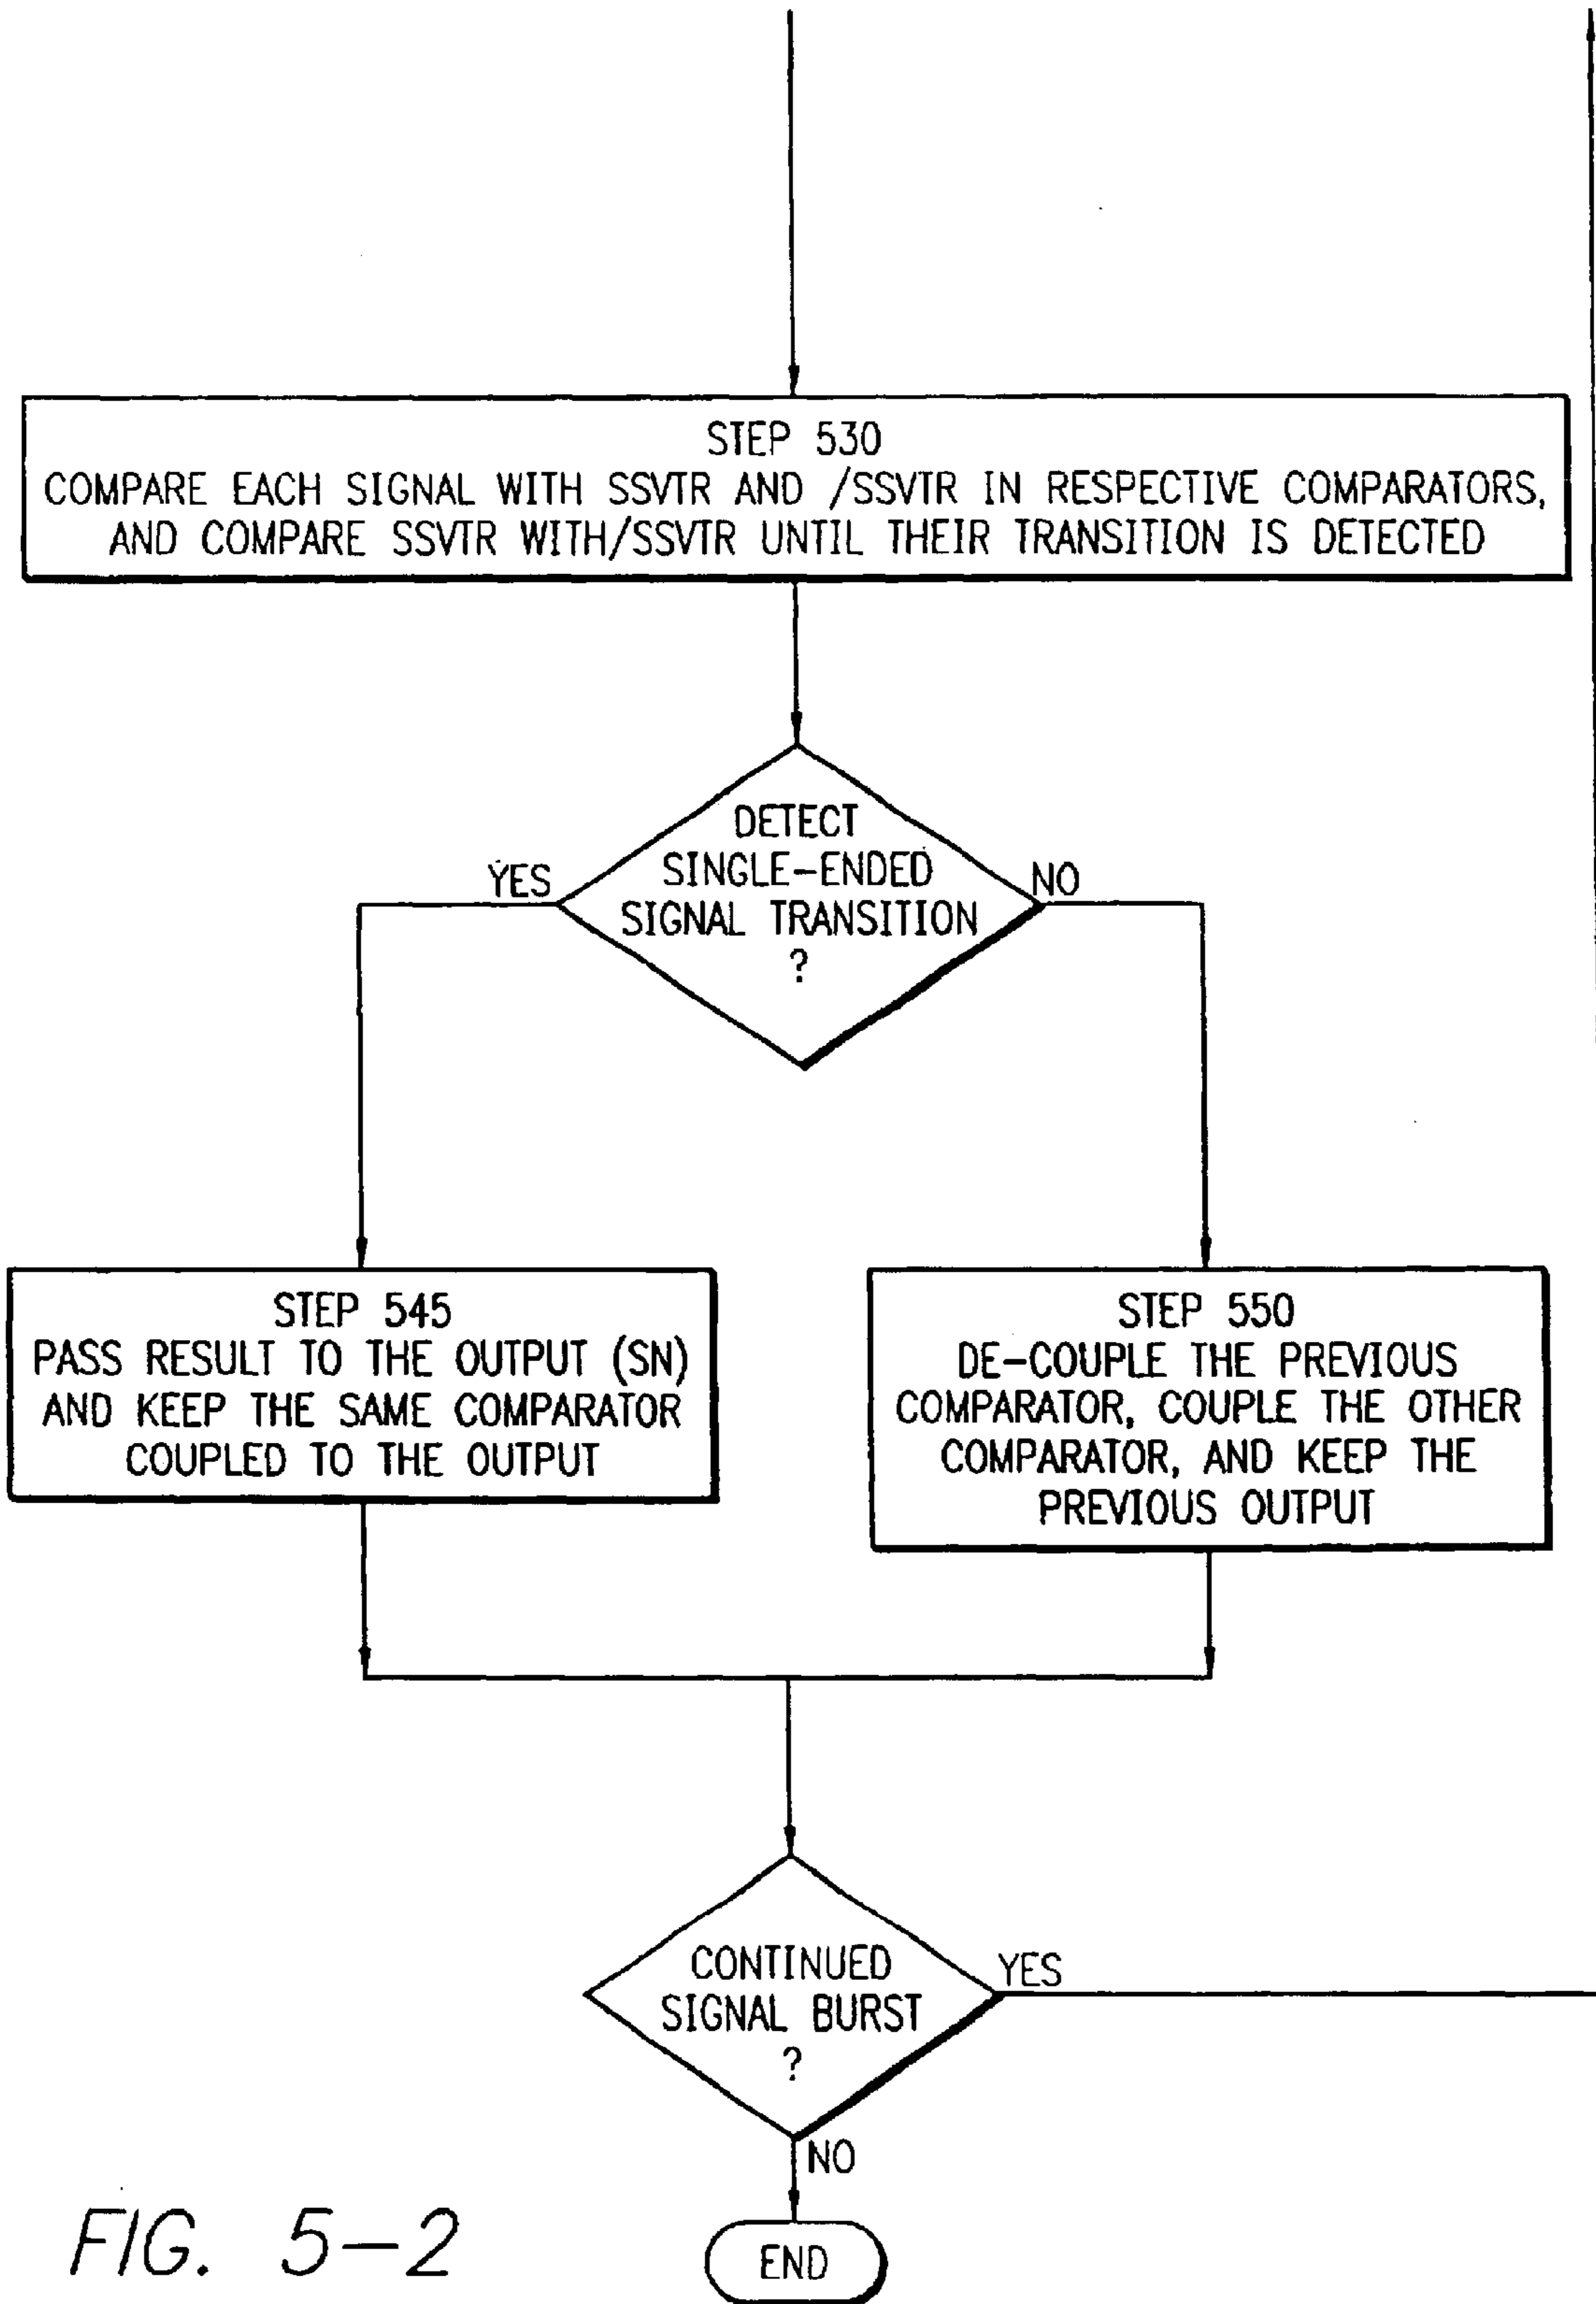 STEP 530
COMPARE EACH SIGNAL WITH SSVTR AND /SSVTR IN RESPECTIVE COMPARATORS,
AND COMPARE SSVTR WITH/SSVTR UNTIL THEIR TRANSITION IS DETECTED
DETECT
SINGLE-ENDED
SIGNAL TRANSITION
?
YES
NO
STEP 545
PASS RESULT TO THE OUTPUT (SN)
AND KEEP THE SAME COMPARATOR
COUPLED TO THE OUTPUT
STEP 550
DE-COUPLE THE PREVIOUS
COMPARATOR, COUPLE THE OTHER
COMPARATOR, AND KEEP THE
PREVIOUS OUTPUT
CONTINUED
SIGNAL BURST
?
YES
NO
END
FIG. 5-2